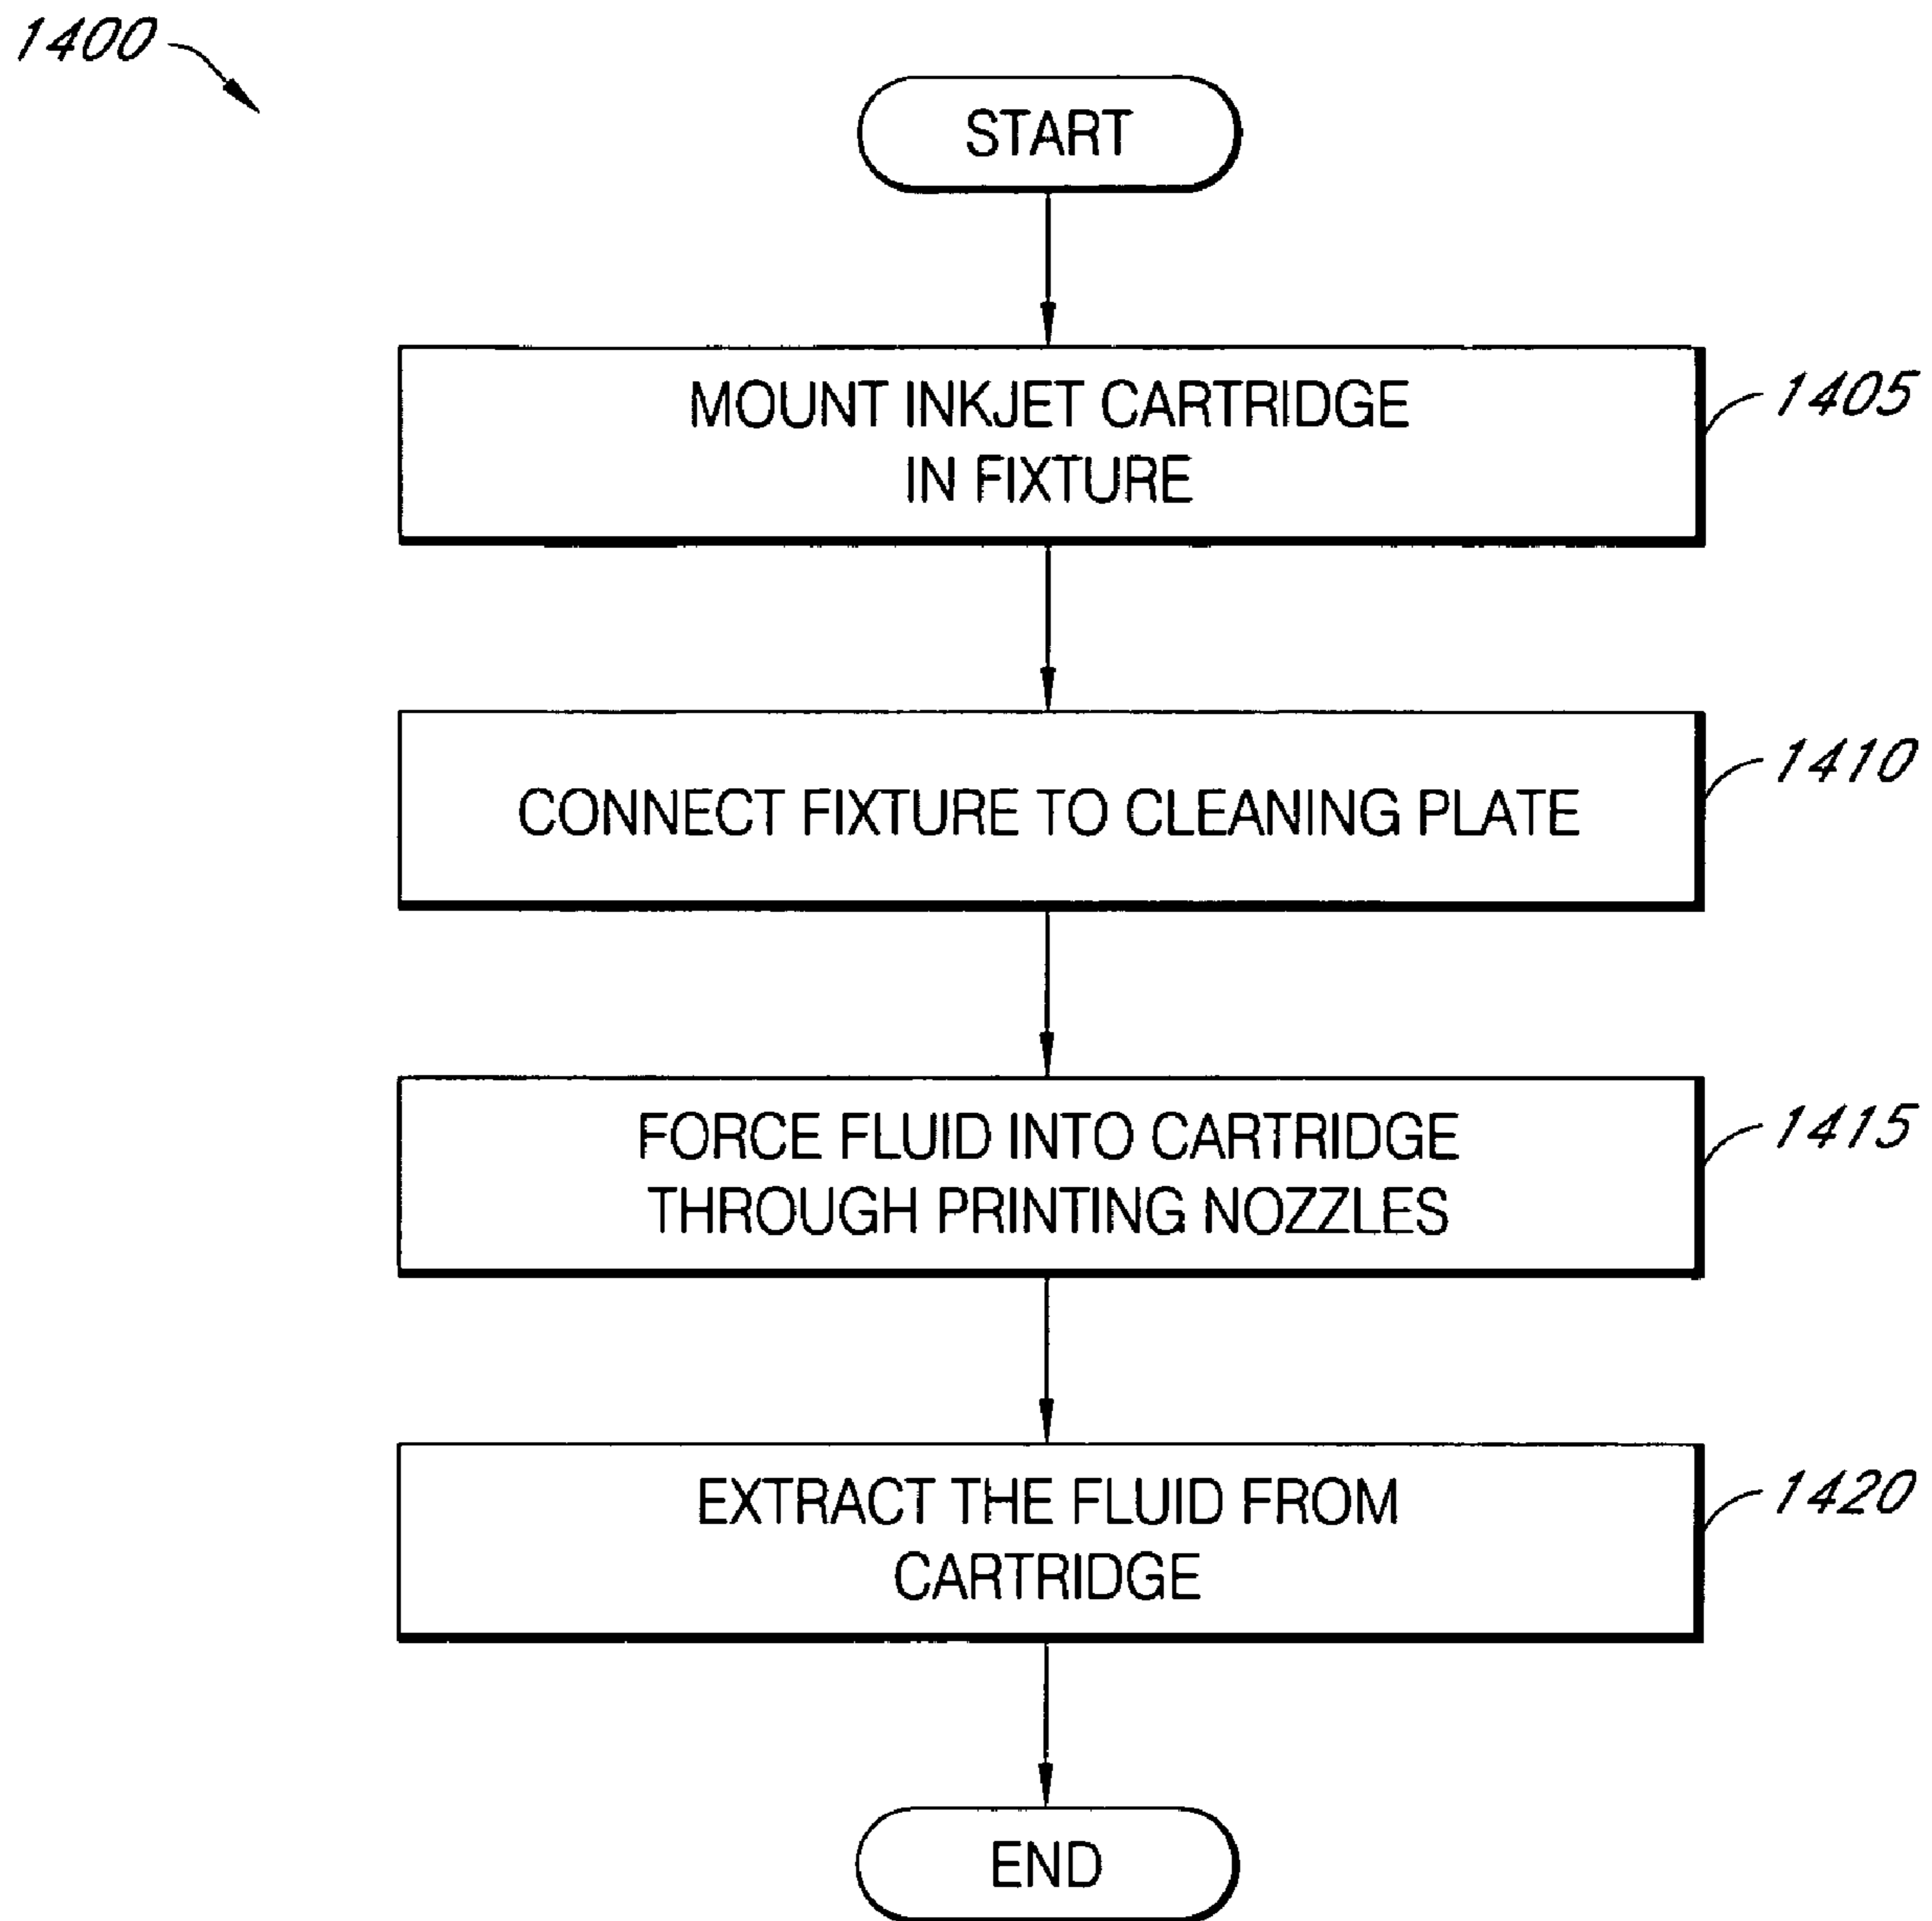 1400
START
MOUNT INKJET CARTRIDGE
IN FIXTURE
1405
CONNECT FIXTURE TO CLEANING PLATE
1410
FORCE FLUID INTO CARTRIDGE
THROUGH PRINTING NOZZLES
1415
EXTRACT THE FLUID FROM
CARTRIDGE
1420
END